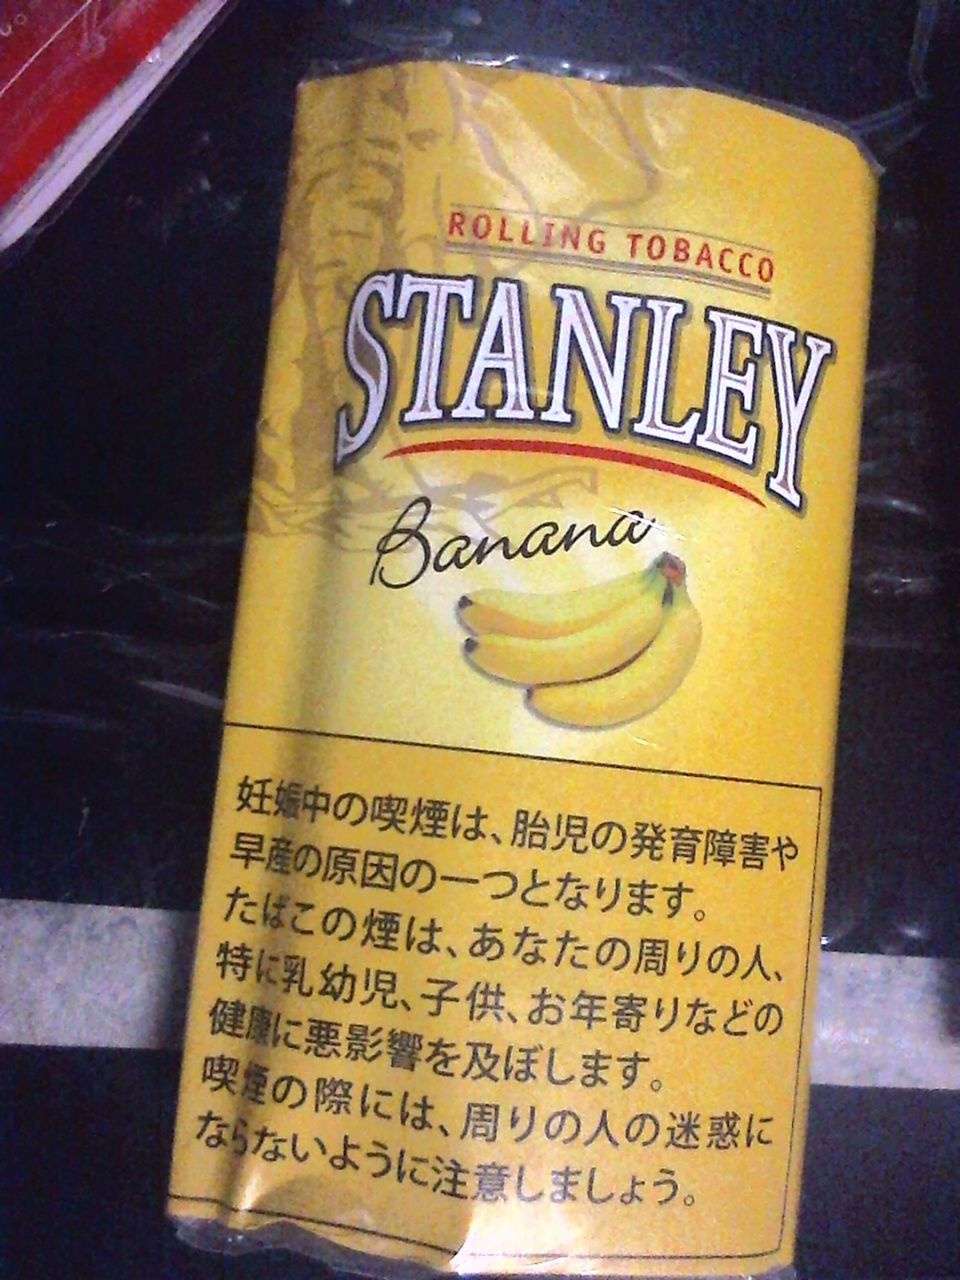 ROLLING TOBACCO
STANLEY
Banana
妊娠中の喫煙は、胎児の発育障害や
早産の原因の一つとなります。
たばこの煙は、あなたの周りの人、
特に乳幼児、子供、お年寄りなどの
健康に悪影響を及ぼします。
喫煙の際には、周りの人の迷惑に
ならないように注意しましょう。